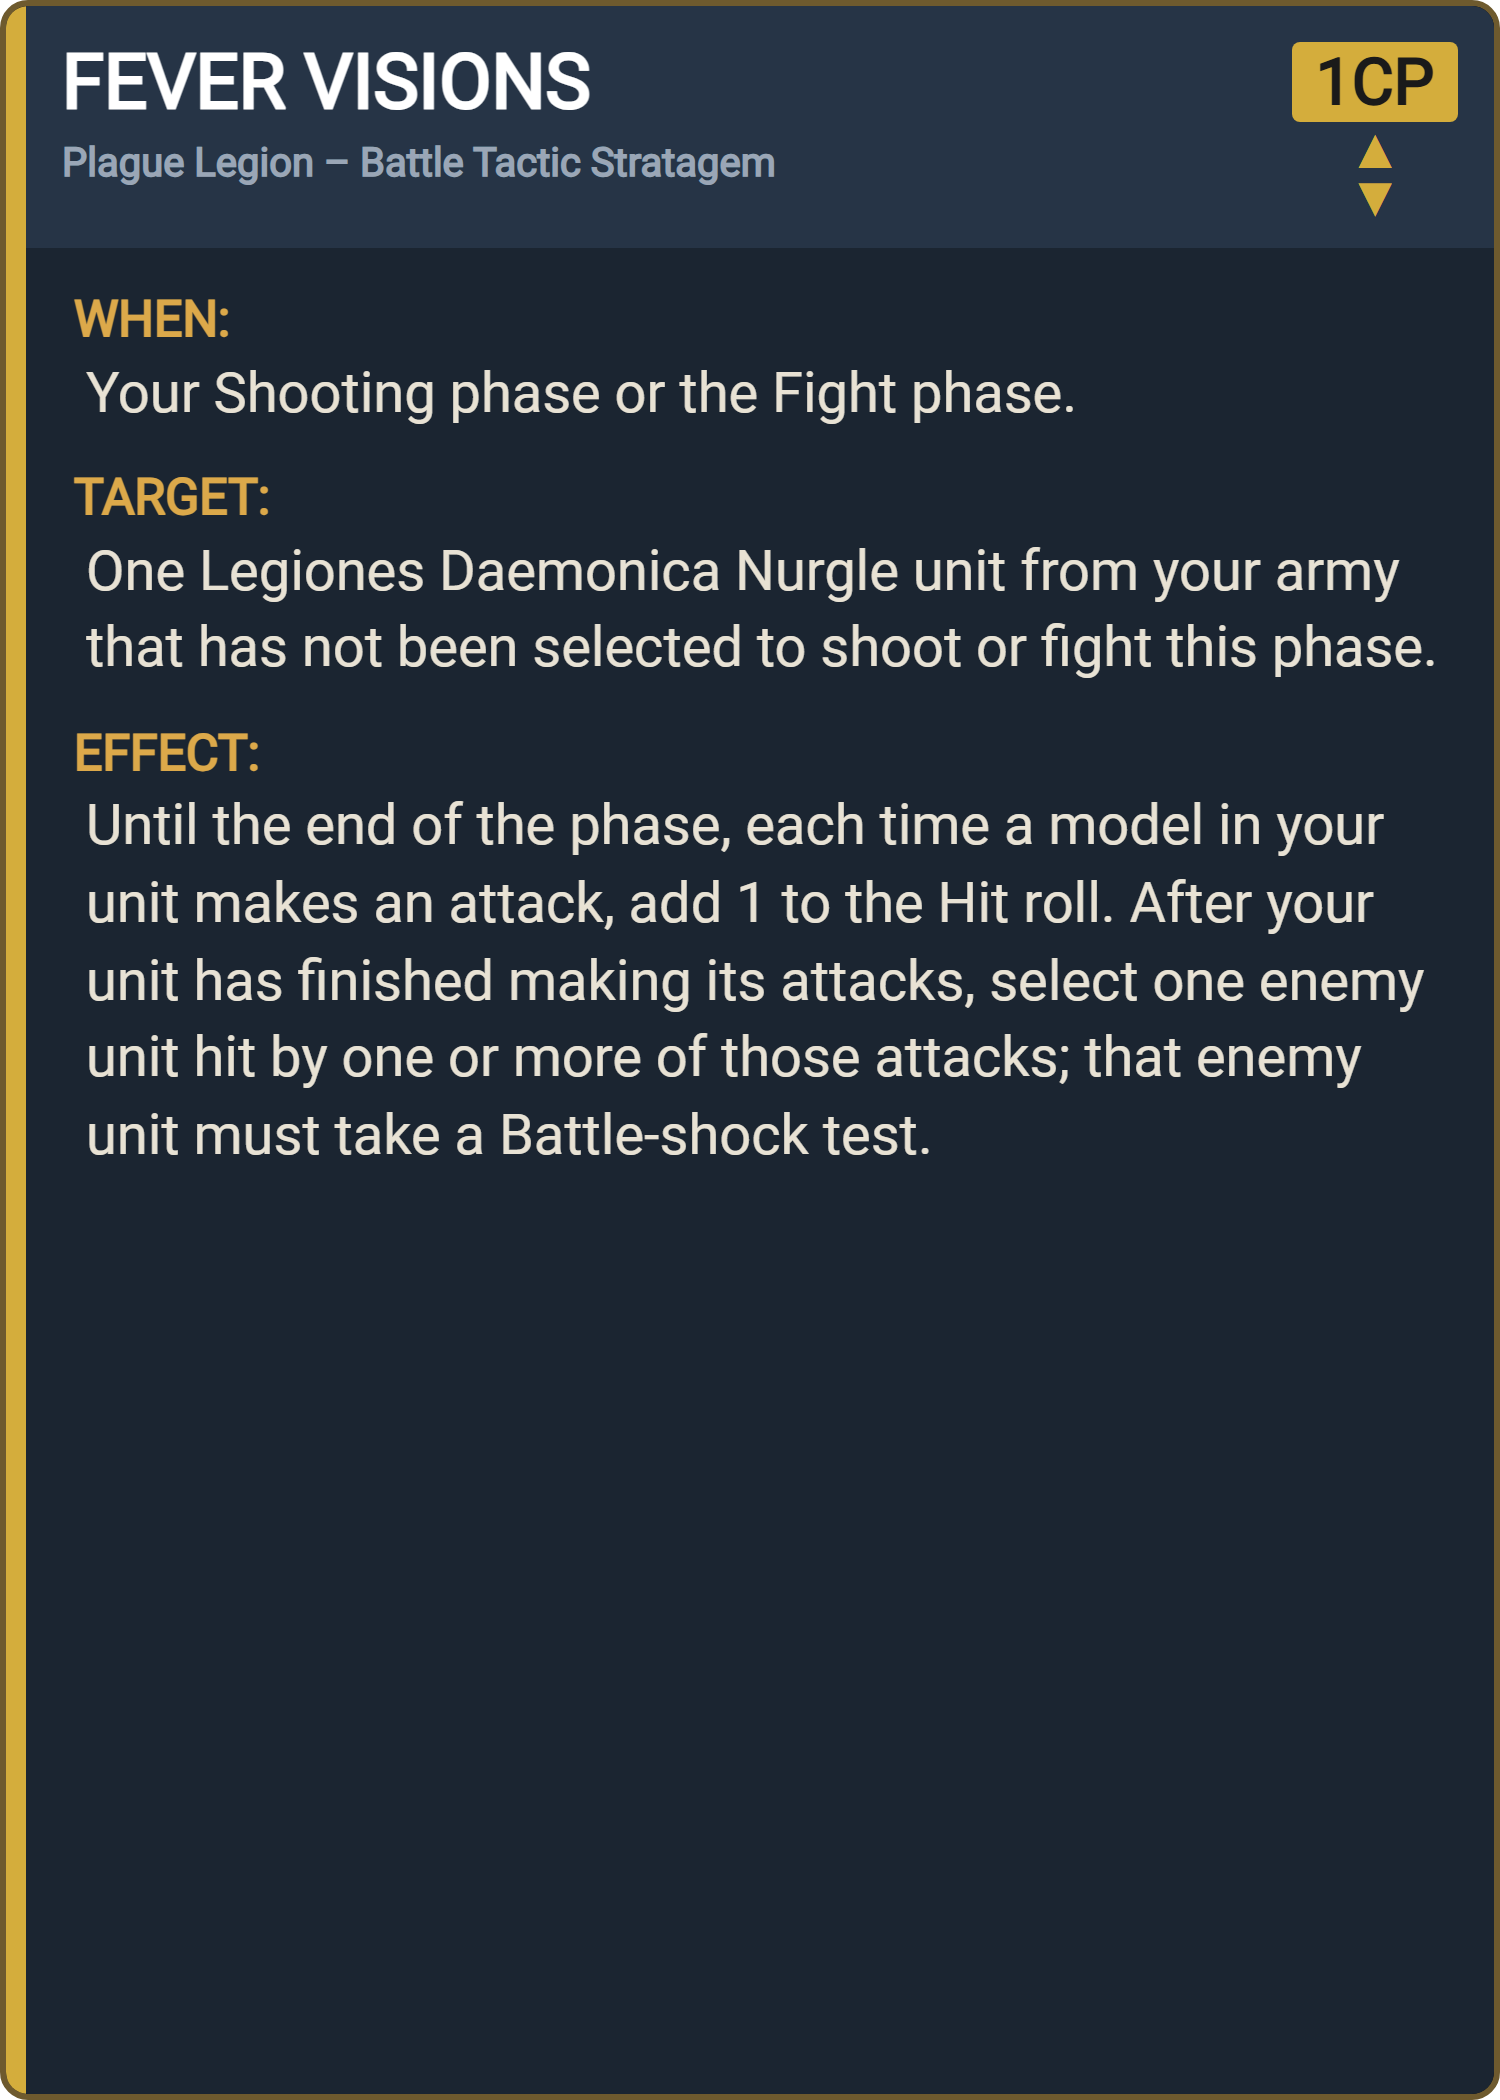 FEVER VISIONS
Plague Legion – Battle Tactic Stratagem
1CP
▲
▼
WHEN:
Your Shooting phase or the Fight phase.
TARGET:
One Legiones Daemonica Nurgle unit from your army
that has not been selected to shoot or fight this phase.
EFFECT:
Until the end of the phase, each time a model in your
unit makes an attack, add 1 to the Hit roll. After your
unit has finished making its attacks, select one enemy
unit hit by one or more of those attacks; that enemy
unit must take a Battle-shock test.